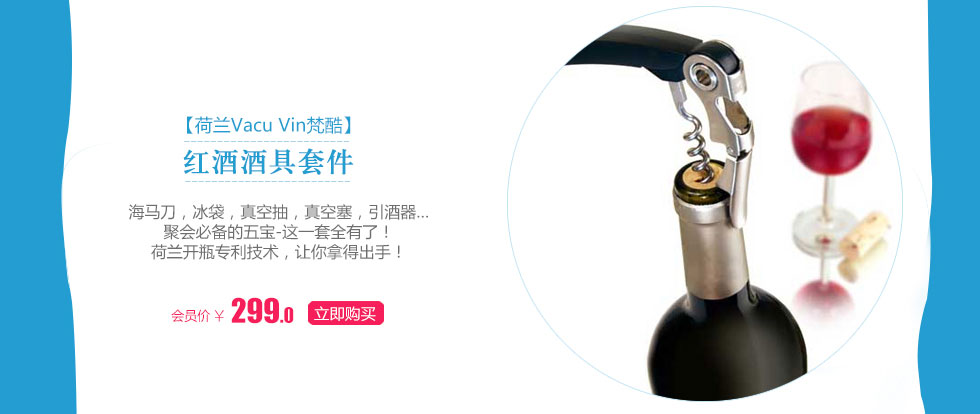 【荷兰Vacu Vin梵酷】
红酒酒具套件
海马刀，冰袋，真空抽，真空塞，引酒器...
聚会必备的五宝-这一套全有了！
荷兰开瓶专利技术，让你拿得出手！
会员价￥ 299.0 立即购买